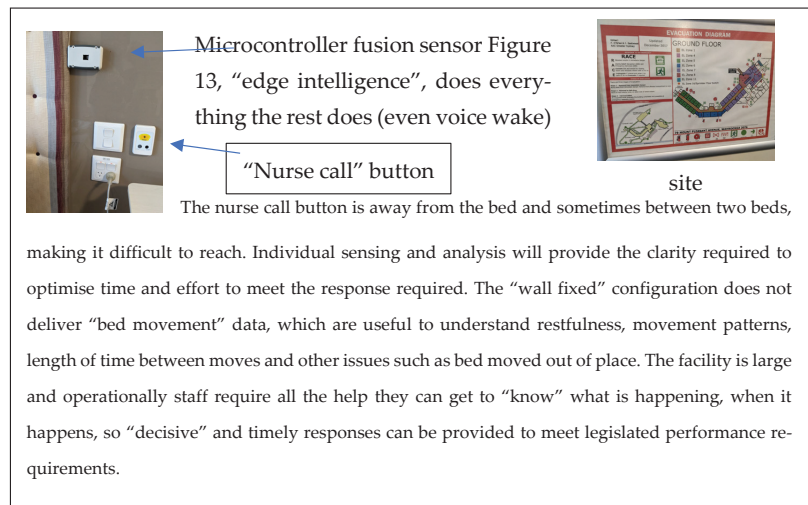 Microcontroller fusion sensor Figure
13, “edge intelligence”, does every-
thing the rest does (even voice wake)
“Nurse call” button
EVACUATION DIAGRAM
GROUND FLOOR
RACE
site
The nurse call button is away from the bed and sometimes between two beds,
making it difficult to reach. Individual sensing and analysis will provide the clarity required to
optimise time and effort to meet the response required. The “wall fixed” configuration does not
deliver “bed movement” data, which are useful to understand restfulness, movement patterns,
length of time between moves and other issues such as bed moved out of place. The facility is large
and operationally staff require all the help they can get to “know” what is happening, when it
happens, so “decisive” and timely responses can be provided to meet legislated performance re-
quirements.